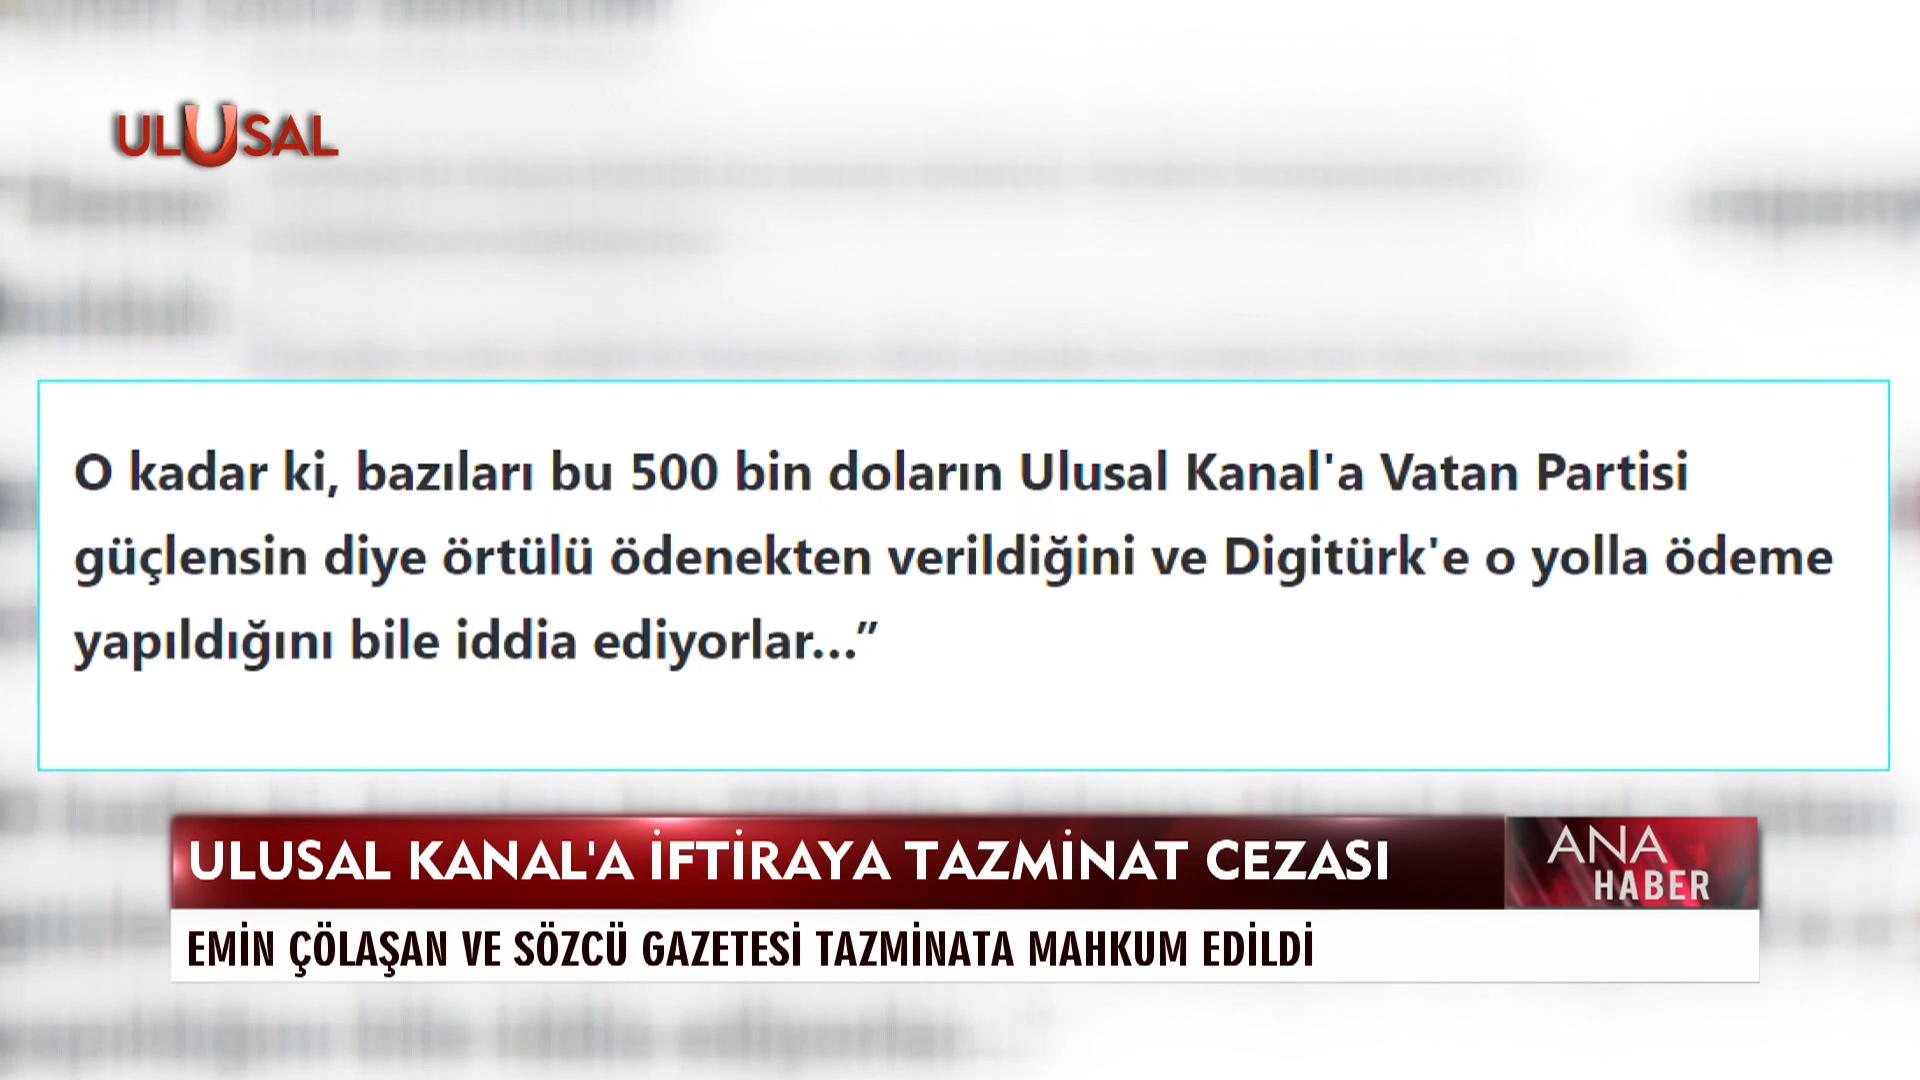 ULUSAL
O kadar ki, bazıları bu 500 bin doların Ulusal Kanal'a Vatan Partisi
güçlensin diye örtülü ödenekten verildiğini ve Digitürk'e o yolla ödeme
yapıldığını bile iddia ediyorlar...”
ULUSAL KANAL'A İFTİRAYA TAZMİNAT CEZASI
ANA
HABER
EMİN ÇÖLAŞAN VE SÖZCÜ GAZETESİ TAZMİNATA MAHKUM EDİLDİ